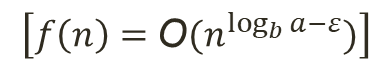 [f(n) = O(n^{log_b a−ε})]